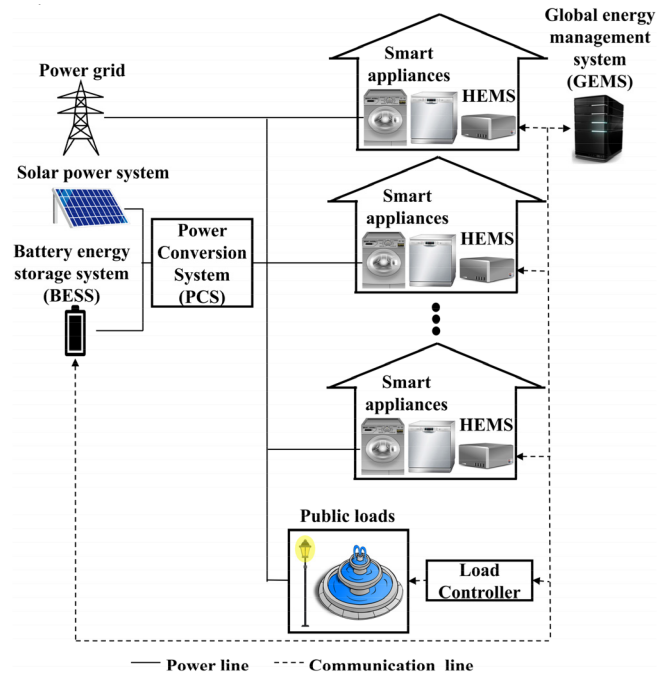 Power grid
Solar power system
Battery energy
storage system
(BESS)
Power
Conversion
System
(PCS)
Smart
appliances
HEMS
Global energy
management
system
(GEMS)
Smart
appliances
HEMS
Smart
appliances
HEMS
Public loads
Load
Controller
Power line
Communication line